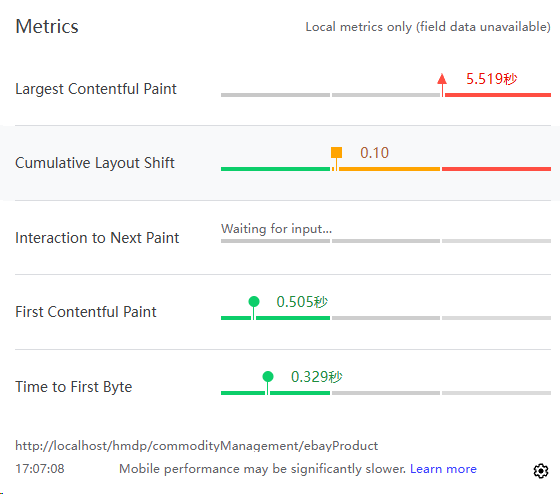 Metrics
Local metrics only (field data unavailable)
Largest Contentful Paint
5.519秒
Cumulative Layout Shift
0.10
Interaction to Next Paint
Waiting for input...
First Contentful Paint
0.505秒
Time to First Byte
0.329秒
http://localhost/hmdp/commodityManagement/ebayProduct
17:07:08
Mobile performance may be significantly slower. Learn more